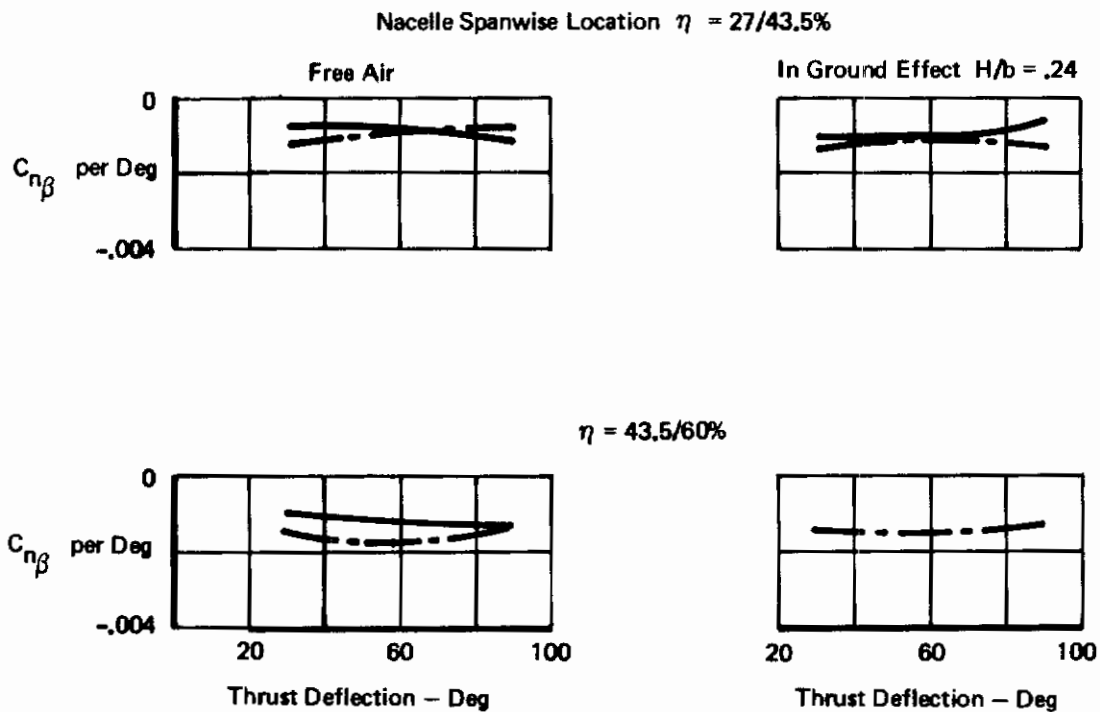 Nacelle Spanwise Location η = 27/43.5%
Free Air
In Ground Effect H/b = .24
0
Cnβ per Deg
-.004
η = 43.5/60%
0
Cnβ per Deg
-.004
20 60 100
20 60 100
Thrust Deflection – Deg
Thrust Deflection – Deg